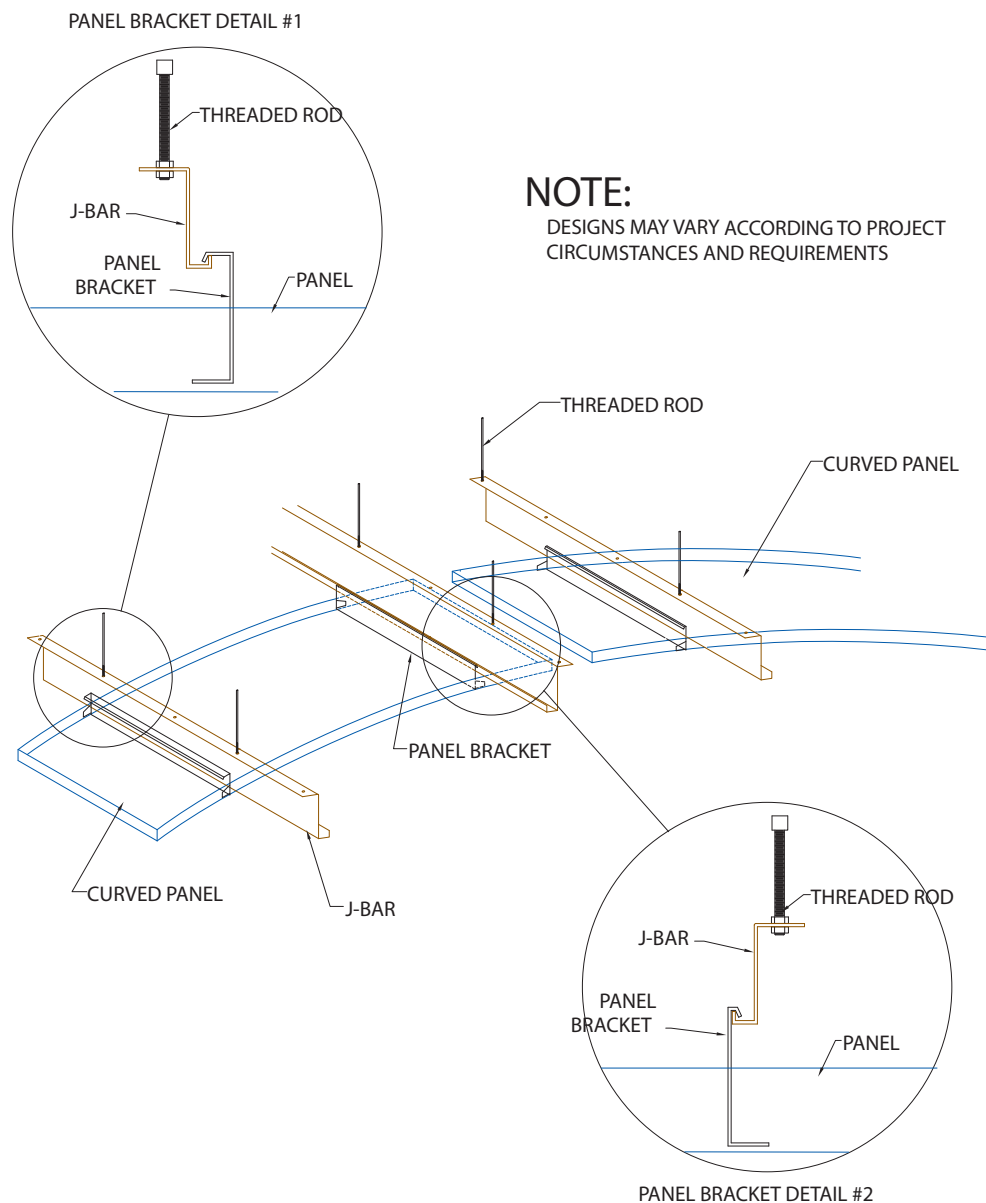 PANEL BRACKET DETAIL #1
THREADED ROD
J-BAR
PANEL
BRACKET
PANEL
NOTE:
DESIGNS MAY VARY ACCORDING TO PROJECT
CIRCUMSTANCES AND REQUIREMENTS
THREADED ROD
CURVED PANEL
PANEL BRACKET
CURVED PANEL
J-BAR
THREADED ROD
J-BAR
PANEL
BRACKET
PANEL
PANEL BRACKET DETAIL #2